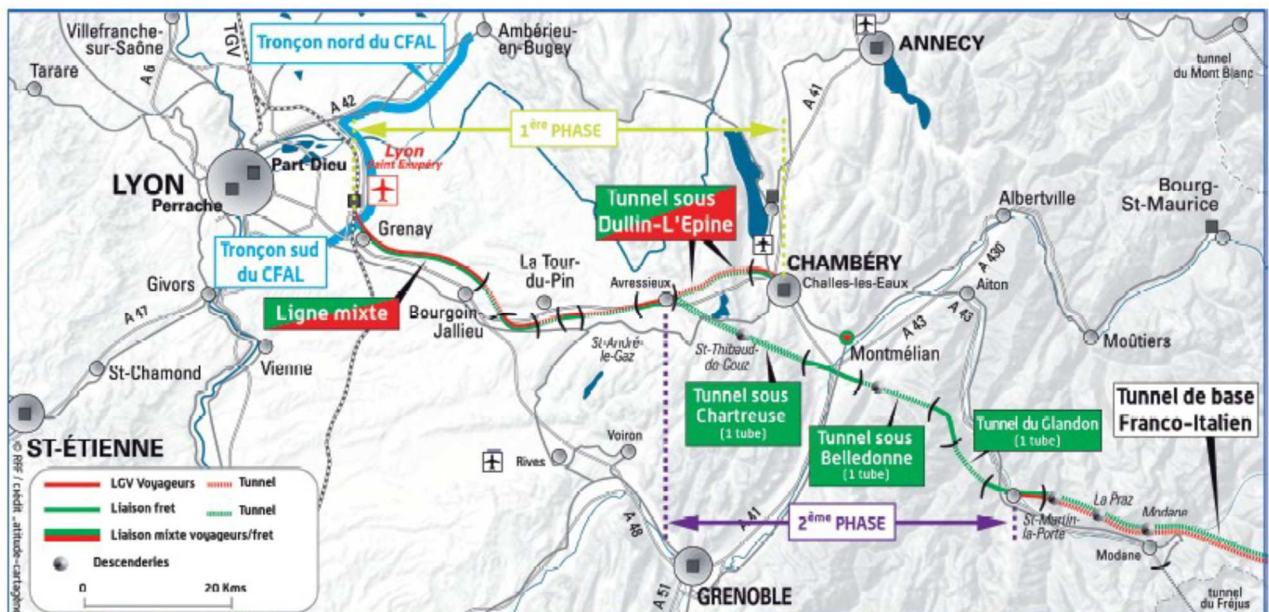 Villefranche-
sur-Saône
Tarare
A 6
TGV
Tronçon nord du CFAL
Ambérieu-
en-Bugey
A 42
ANNECY
A 41
tunnel
du Mont Blanc
1ère PHASE
LYON
Part-Dieu
Perrache
Lyon
Saint Exupéry
Grenay
Tronçon sud
du CFAL
Tunnel sous
Dullin-L'Epine
Albertville
Bourg-
St-Maurice
Givors
A 47
Ligne mixte
Bourgoin
Jallieu
La Tour-
du-Pin
Avressieux
CHAMBÉRY
Challes-les-Eaux
A 430
Aiton
A 43
A 43
Montmélian
Moûtiers
St-Chamond
Vienne
St-André-
le-Gaz
St-Thibaud-
de-Couz
Tunnel sous
Chartreuse
(1 tube)
Tunnel sous
Belledonne
(1 tube)
Tunnel du Glandon
(1 tube)
Tunnel de base
Franco-Italien
ST-ÉTIENNE
Voiron
Rives
A 48
A 41
2ème PHASE
La Praz
Modane
St-Martin-
la-Porte
Modane
tunnel
du Fréjus
GRENOBLE
A 51
LGV Voyageurs
Tunnel
Liaison fret
Tunnel
Liaison mixte voyageurs/fret
Descenderies
0 20 Kms
© RFF / crédit